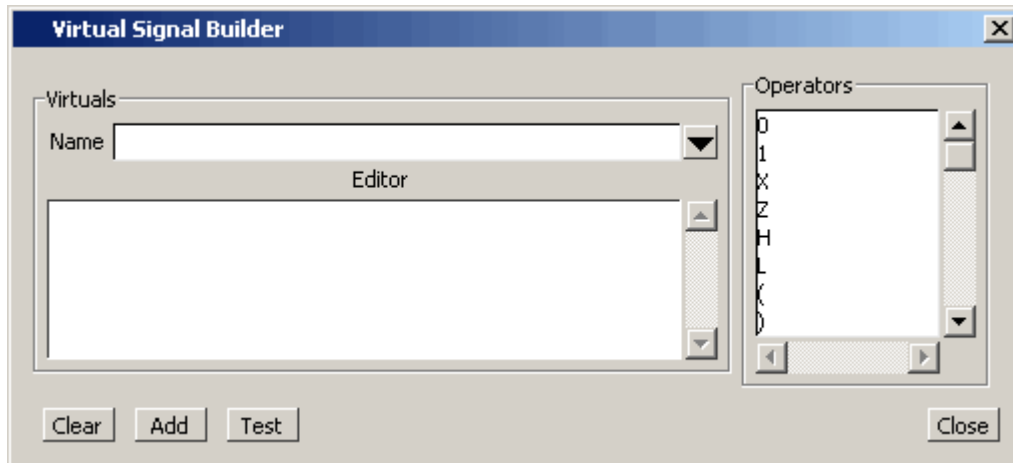 Virtual Signal Builder
Virtuals
Name
Editor
Operators
0
1
X
Z
H
L
(
)
Clear
Add
Test
Close